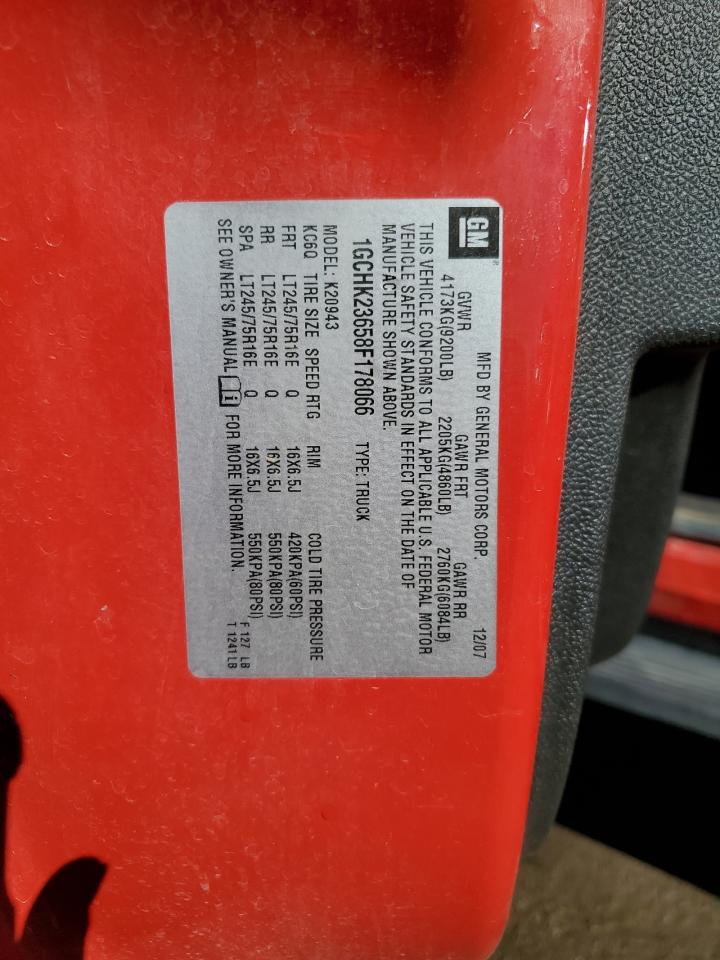 GM®
MFD BY GENERAL MOTORS CORP. 12/07
GVWR GAWR FRT GAWR RR
4173KG(9200LB) 2205KG(4860LB) 2760KG(6084LB)
THIS VEHICLE CONFORMS TO ALL APPLICABLE U.S. FEDERAL MOTOR
VEHICLE SAFETY STANDARDS IN EFFECT ON THE DATE OF
MANUFACTURE SHOWN ABOVE.
1GCHK23658F178066 TYPE: TRUCK
MODEL: K20943
KC6Q TIRE SIZE SPEED RTG RIM COLD TIRE PRESSURE
FRT LT245/75R16E Q 16X6.5J 420KPA(60PSI)
RR LT245/75R16E Q 16X6.5J 550KPA(80PSI)
SPA LT245/75R16E Q 16X6.5J 550KPA(80PSI)
SEE OWNER'S MANUAL i FOR MORE INFORMATION.
F 127 LB
T 1241 LB